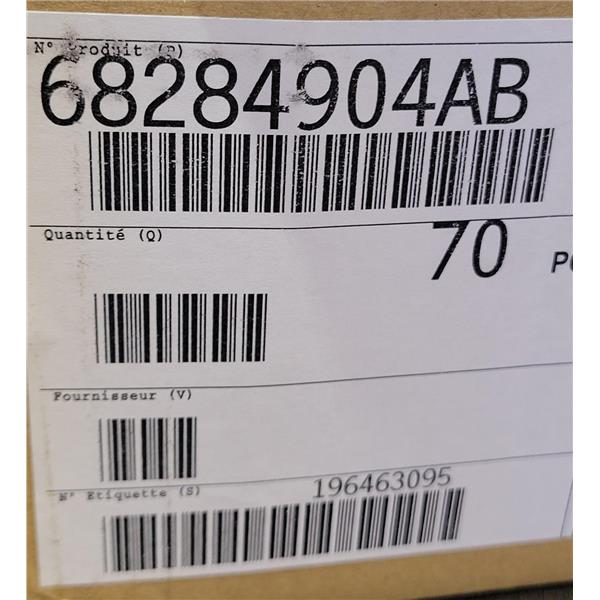 N° Produit (P)
68284904AB
Quantité (Q)
70
Fournisseur (V)
N° Etiquette (S)
196463095